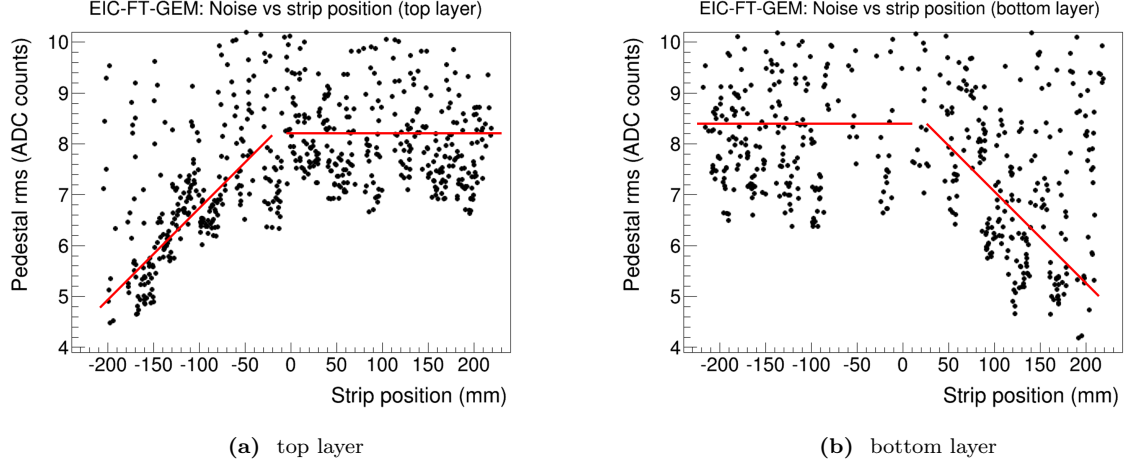 EIC-FT-GEM: Noise vs strip position (top layer)
Pedestal rms (ADC counts)
10
9
8
7
6
5
4
-200 -150 -100 -50 0 50 100 150 200
Strip position (mm)
(a) top layer
EIC-FT-GEM: Noise vs strip position (bottom layer)
Pedestal rms (ADC counts)
10
9
8
7
6
5
4
-200 -150 -100 -50 0 50 100 150 200
Strip position (mm)
(b) bottom layer